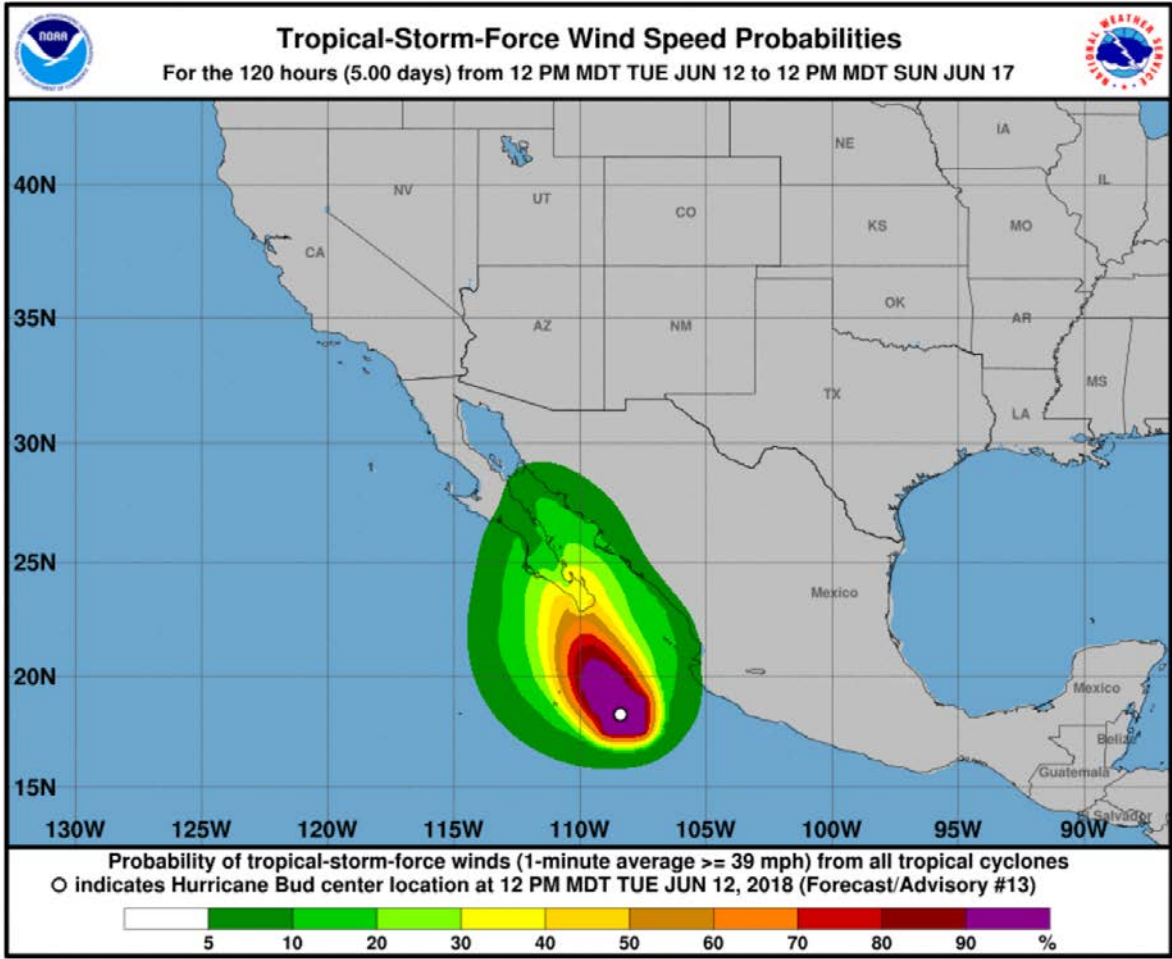 Tropical-Storm-Force Wind Speed Probabilities
For the 120 hours (5.00 days) from 12 PM MDT TUE JUN 12 to 12 PM MDT SUN JUN 17
NOAA
NATIONAL WEATHER SERVICE
IA
NE
IL
40N
NV
UT
CO
KS
MO
CA
OK
35N
AZ
NM
AR
TX
MS
LA
30N
25N
Mexico
20N
Mexico
Belize
Guatemala
15N
El Salvador
130W 125W 120W 115W 110W 105W 100W 95W 90W
Probability of tropical-storm-force winds (1-minute average >= 39 mph) from all tropical cyclones
indicates Hurricane Bud center location at 12 PM MDT TUE JUN 12, 2018 (Forecast/Advisory #13)
5 10 20 30 40 50 60 70 80 90 %